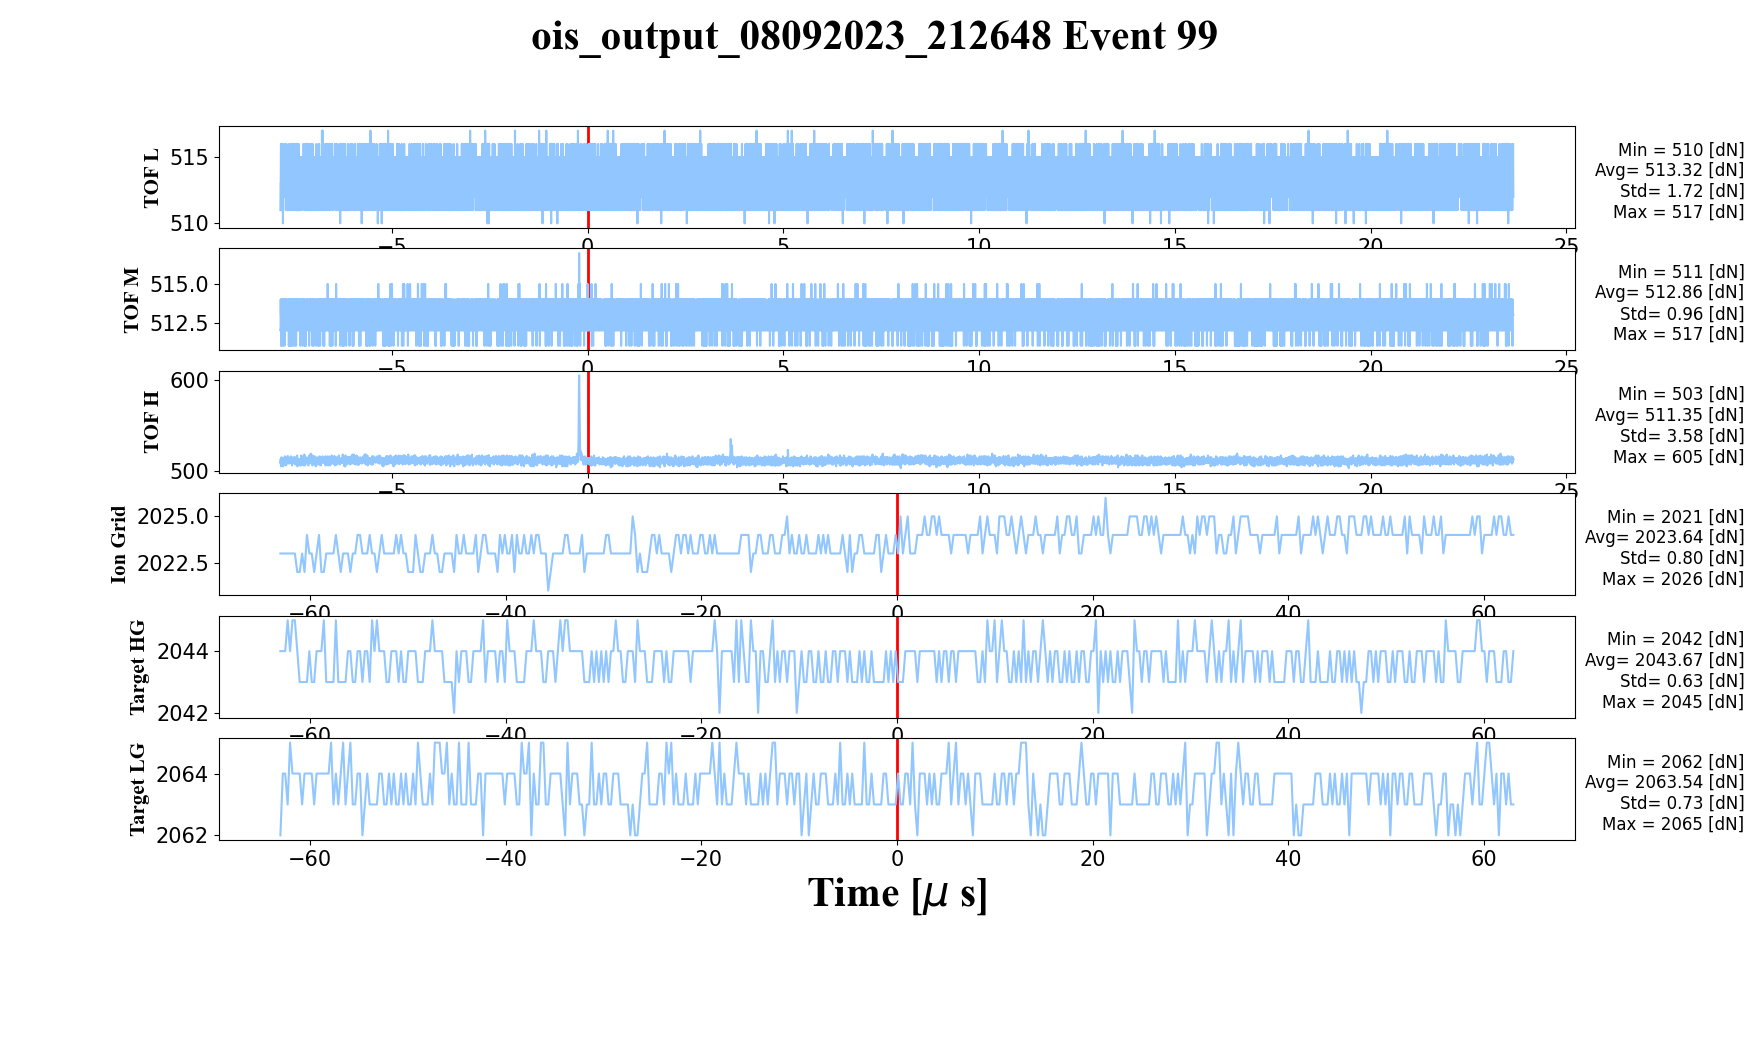 ois_output_08092023_212648 Event 99
TOF L
515
510
Min = 510 [dN]
Avg= 513.32 [dN]
Std= 1.72 [dN]
Max = 517 [dN]
−5 0 5 10 15 20 25
TOF M
515.0
512.5
Min = 511 [dN]
Avg= 512.86 [dN]
Std= 0.96 [dN]
Max = 517 [dN]
−5 0 5 10 15 20 25
TOF H
600
500
Min = 503 [dN]
Avg= 511.35 [dN]
Std= 3.58 [dN]
Max = 605 [dN]
−5 0 5 10 15 20 25
Ion Grid
2025.0
2022.5
Min = 2021 [dN]
Avg= 2023.64 [dN]
Std= 0.80 [dN]
Max = 2026 [dN]
−60 −40 −20 0 20 40 60
Target HG
2044
2042
Min = 2042 [dN]
Avg= 2043.67 [dN]
Std= 0.63 [dN]
Max = 2045 [dN]
−60 −40 −20 0 20 40 60
Target LG
2064
2062
Min = 2062 [dN]
Avg= 2063.54 [dN]
Std= 0.73 [dN]
Max = 2065 [dN]
−60 −40 −20 0 20 40 60
Time [μ s]